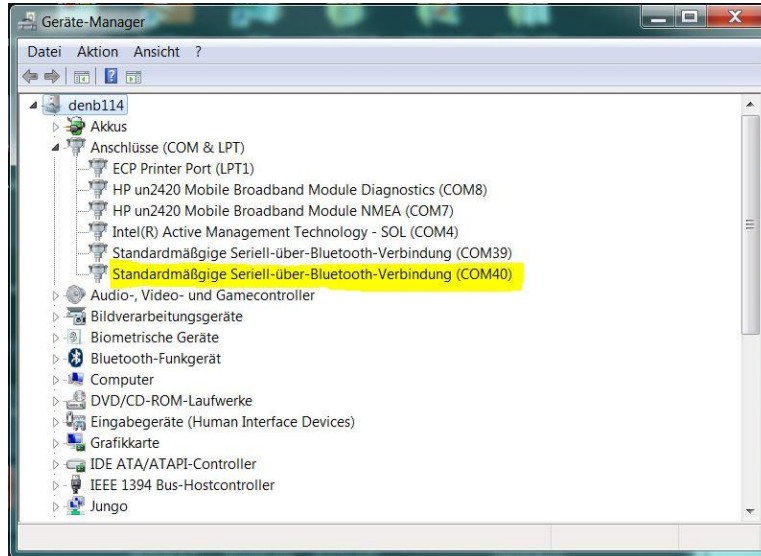 Geräte-Manager
Datei Aktion Ansicht ?
denb114
Akkus
Anschlüsse (COM & LPT)
ECP Printer Port (LPT1)
HP un2420 Mobile Broadband Module Diagnostics (COM8)
HP un2420 Mobile Broadband Module NMEA (COM7)
Intel(R) Active Management Technology - SOL (COM4)
Standardmäßgige Seriell-über-Bluetooth-Verbindung (COM39)
Standardmäßgige Seriell-über-Bluetooth-Verbindung (COM40)
Audio-, Video- und Gamecontroller
Bildverarbeitungsgeräte
Biometrische Geräte
Bluetooth-Funkgerät
Computer
DVD/CD-ROM-Laufwerke
Eingabegeräte (Human Interface Devices)
Grafikkarte
IDE ATA/ATAPI-Controller
IEEE 1394 Bus-Hostcontroller
Jungo